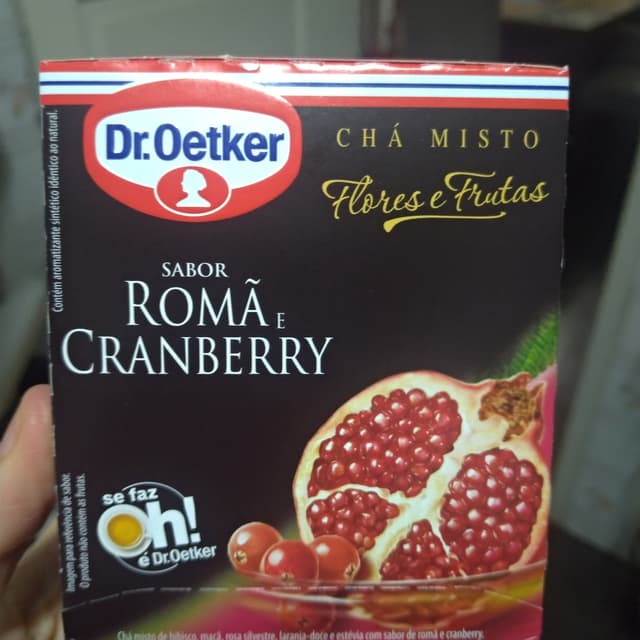 Dr.Oetker
CHÁ MISTO
Flores e Frutas
SABOR
ROMÃ E
CRANBERRY
Contém aromatizante sintético idêntico ao natural.
se faz
Oh!
é Dr.Oetker
Imagem para referência de sabor.
O produto não contém as frutas.
Chá misto de hibisco, maçã, rosa silvestre, laranja-doce e estévia com sabor de romã e cranberry.